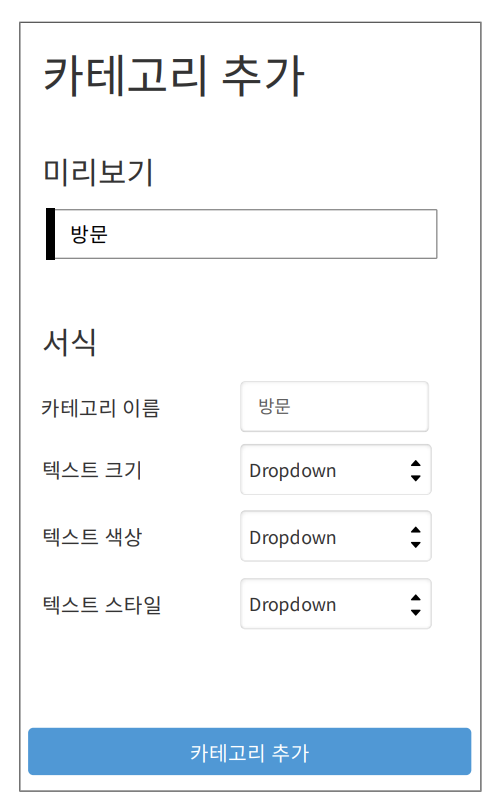 카테고리 추가
미리보기
방문
서식
카테고리 이름 방문
텍스트 크기 Dropdown
텍스트 색상 Dropdown
텍스트 스타일 Dropdown
카테고리 추가